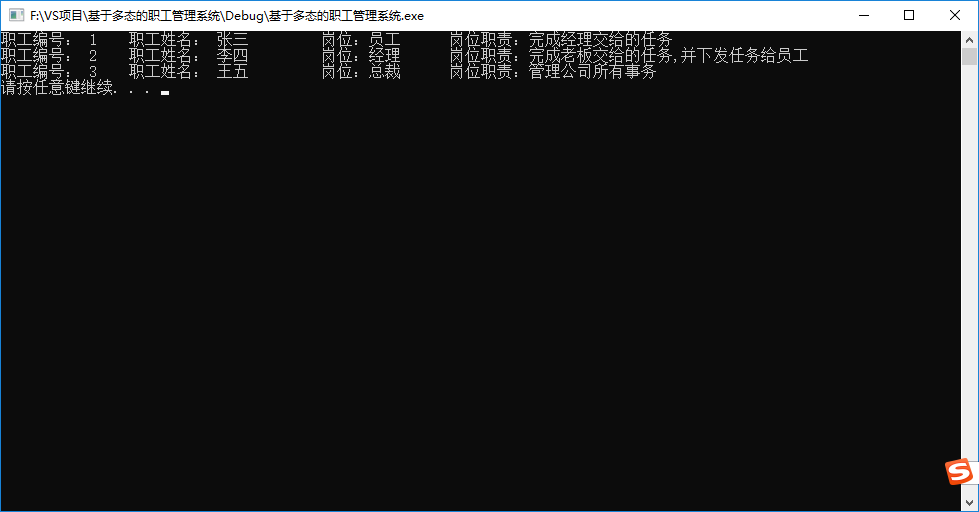 F:\VS项目\基于多态的职工管理系统\Debug\基于多态的职工管理系统.exe
职工编号： 1 职工姓名： 张三 岗位：员工 岗位职责：完成经理交给的任务
职工编号： 2 职工姓名： 李四 岗位：经理 岗位职责：完成老板交给的任务,并下发任务给员工
职工编号： 3 职工姓名： 王五 岗位：总裁 岗位职责：管理公司所有事务
请按任意键继续. . .
S